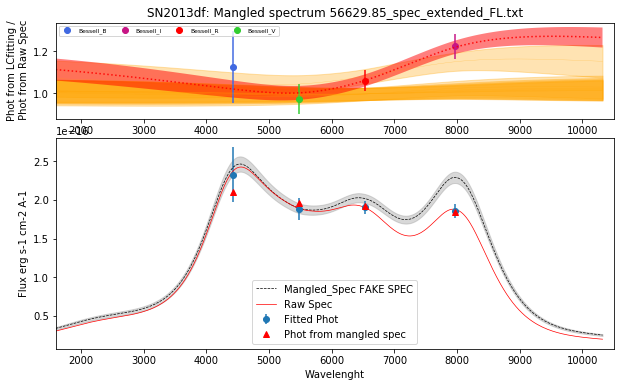 SN2013df: Mangled spectrum 56629.85_spec_extended_FL.txt
Phot from LCfitting /
Phot from Raw Spec
Bessell_B Bessell_I Bessell_R Bessell_V
1.2
1.0
2000 3000 4000 5000 6000 7000 8000 9000 10000
Flux erg s-1 cm-2 A-1
2.5
2.0
1.5
1.0
0.5
Mangled_Spec FAKE SPEC
Raw Spec
Fitted Phot
Phot from mangled spec
2000 3000 4000 5000 6000 7000 8000 9000 10000
Wavelenght